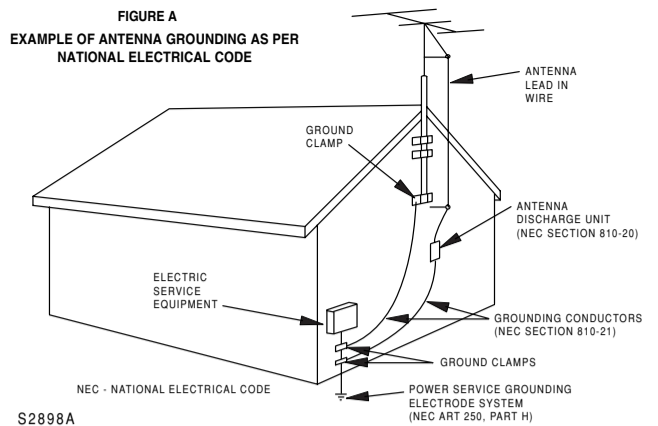 FIGURE A
EXAMPLE OF ANTENNA GROUNDING AS PER
NATIONAL ELECTRICAL CODE
ANTENNA
LEAD IN
WIRE
GROUND
CLAMP
ANTENNA
DISCHARGE UNIT
(NEC SECTION 810-20)
ELECTRIC
SERVICE
EQUIPMENT
GROUNDING CONDUCTORS
(NEC SECTION 810-21)
GROUND CLAMPS
NEC - NATIONAL ELECTRICAL CODE
POWER SERVICE GROUNDING
ELECTRODE SYSTEM
(NEC ART 250, PART H)
S2898A